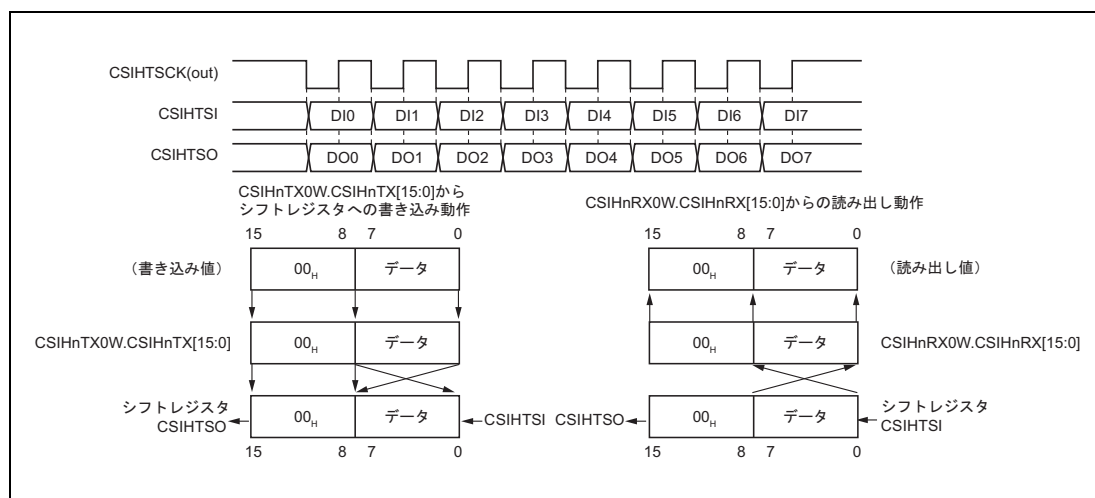 CSIHTSCK(out)
CSIHTSI DI0 DI1 DI2 DI3 DI4 DI5 DI6 DI7
CSIHTSO DO0 DO1 DO2 DO3 DO4 DO5 DO6 DO7
CSIHnTX0W.CSIHnTX[15:0]から
シフトレジスタへの書き込み動作
15 8 7 0
（書き込み値） 00H データ
CSIHnTX0W.CSIHnTX[15:0] 00H データ
シフトレジスタ
CSIHTSO 00H データ CSIHTSI
15 8 7 0
CSIHnRX0W.CSIHnRX[15:0]からの読み出し動作
15 8 7 0
00H データ （読み出し値）
00H データ CSIHnRX0W.CSIHnRX[15:0]
CSIHTSO 00H データ シフトレジスタ
CSIHTSI
15 8 7 0